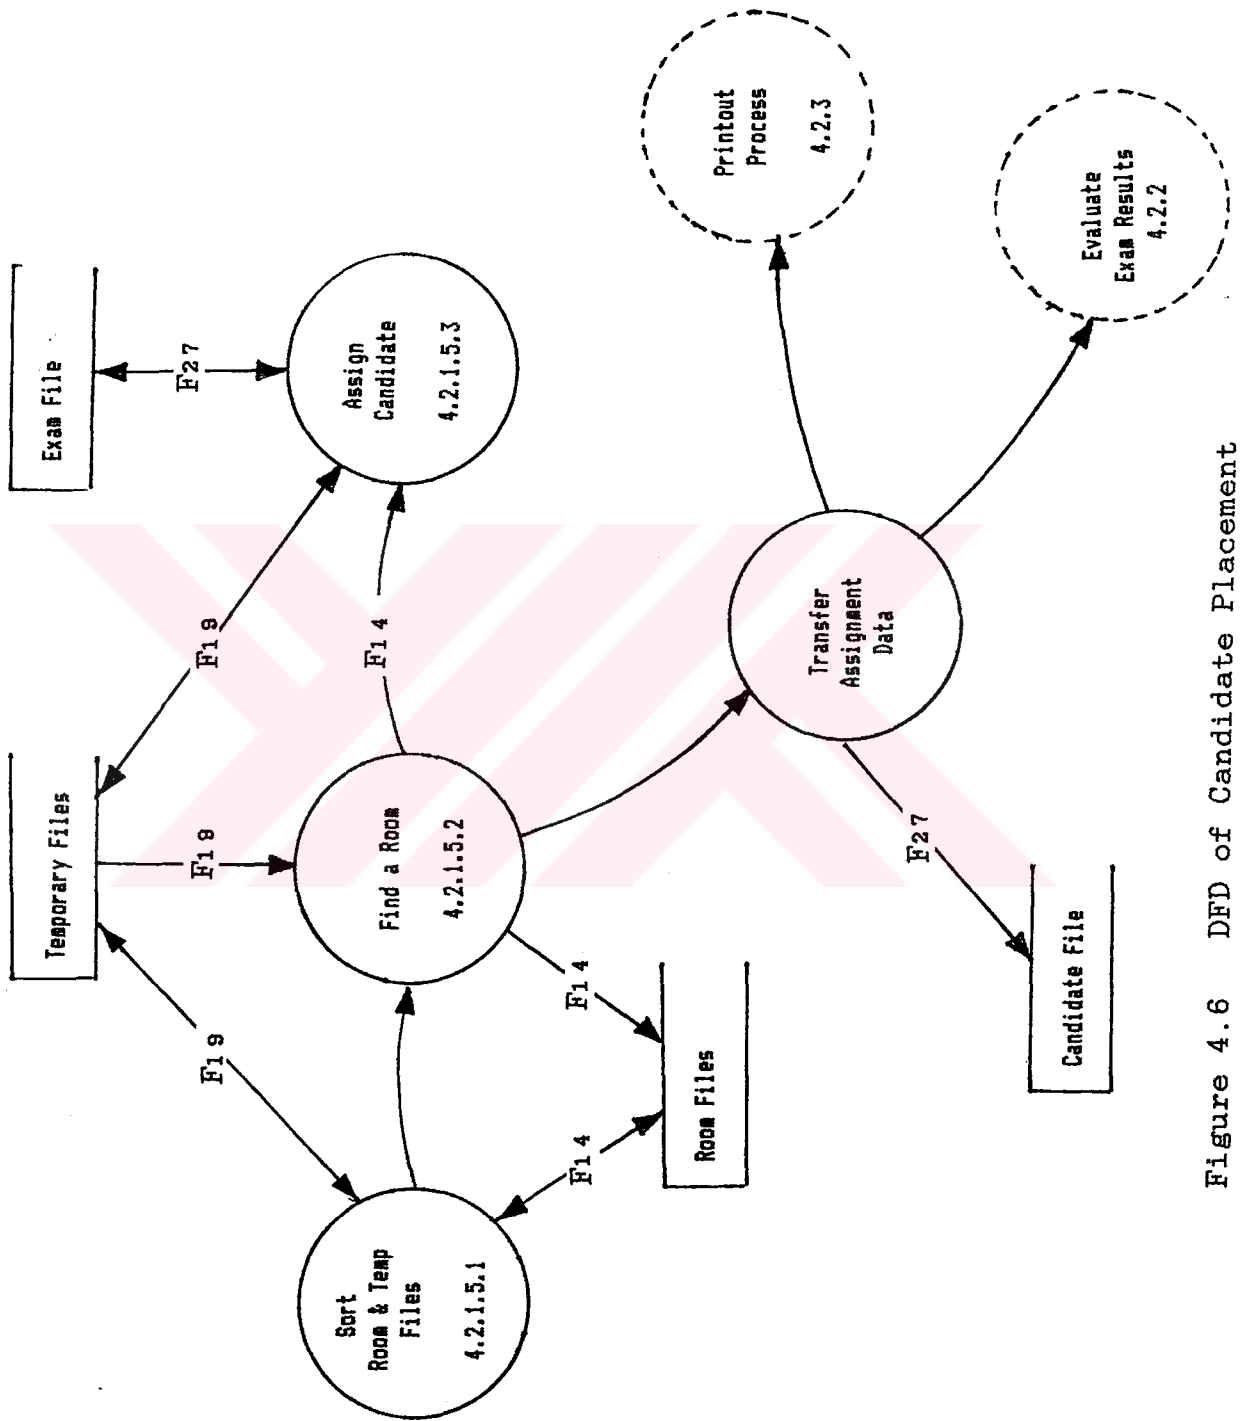 Temporary Files
Exam File
F19
F19
F19
F27
Sort
Room & Temp
Files
4.2.1.5.1
Find a Room
4.2.1.5.2
F14
Assign
Candidate
4.2.1.5.3
F14
F14
Room Files
Transfer
Assignment
Data
F27
Candidate File
Printout
Process
4.2.3
Evaluate
Exam Results
4.2.2
Figure 4.6 DFD of Candidate Placement